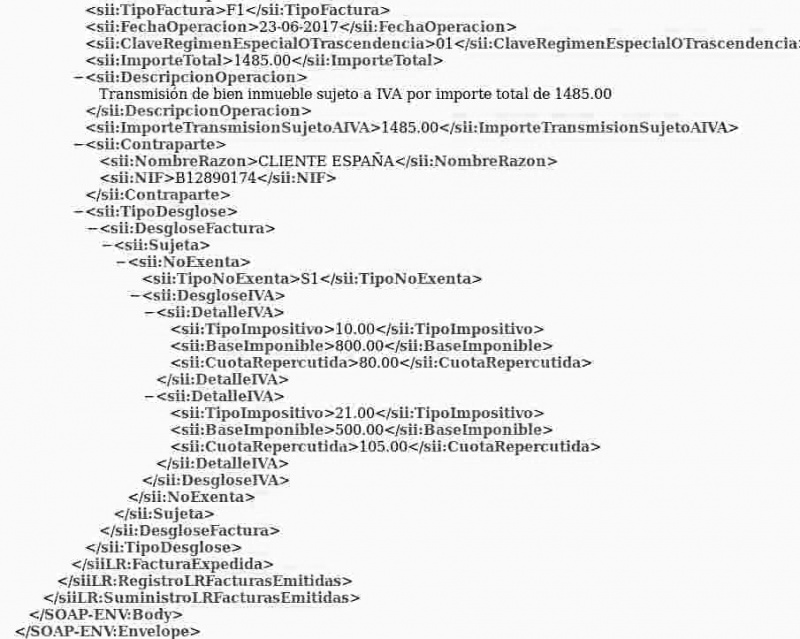 <sii:TipoFactura>F1</sii:TipoFactura>
<sii:FechaOperacion>23-06-2017</sii:FechaOperacion>
<sii:ClaveRegimenEspecialOTrascendencia>01</sii:ClaveRegimenEspecialOTrascendencia>
<sii:ImporteTotal>1485.00</sii:ImporteTotal>
−<sii:DescripcionOperacion>
Transmisión de bien inmueble sujeto a IVA por importe total de 1485.00
</sii:DescripcionOperacion>
<sii:ImporteTransmisionSujetoAIVA>1485.00</sii:ImporteTransmisionSujetoAIVA>
−<sii:Contraparte>
<sii:NombreRazon>CLIENTE ESPAÑA</sii:NombreRazon>
<sii:NIF>B12890174</sii:NIF>
</sii:Contraparte>
−<sii:TipoDesglose>
−<sii:DesgloseFactura>
−<sii:Sujeta>
−<sii:NoExenta>
<sii:TipoNoExenta>S1</sii:TipoNoExenta>
−<sii:DesgloseIVA>
−<sii:DetalleIVA>
<sii:TipoImpositivo>10.00</sii:TipoImpositivo>
<sii:BaseImponible>800.00</sii:BaseImponible>
<sii:CuotaRepercutida>80.00</sii:CuotaRepercutida>
</sii:DetalleIVA>
−<sii:DetalleIVA>
<sii:TipoImpositivo>21.00</sii:TipoImpositivo>
<sii:BaseImponible>500.00</sii:BaseImponible>
<sii:CuotaRepercutida>105.00</sii:CuotaRepercutida>
</sii:DetalleIVA>
</sii:DesgloseIVA>
</sii:NoExenta>
</sii:Sujeta>
</sii:DesgloseFactura>
</sii:TipoDesglose>
</siiLR:FacturaExpedida>
</siiLR:RegistroLRFacturasEmitidas>
</siiLR:SuministroLRFacturasEmitidas>
</SOAP-ENV:Body>
</SOAP-ENV:Envelope>